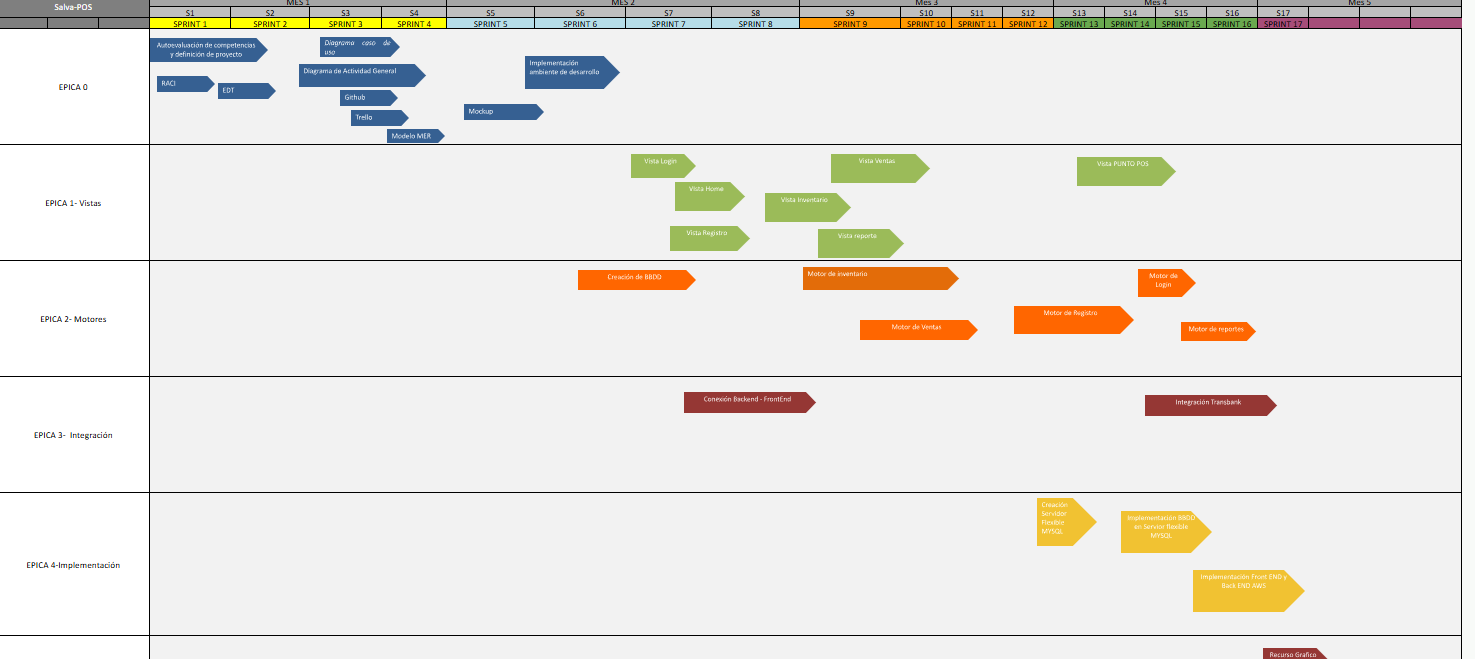 Salva-POS
MES 1
MES 2
Mes 3
Mes 4
Mes 5
S1
S2
S3
S4
S5
S6
S7
S8
S9
S10
S11
S12
S13
S14
S15
S16
S17
SPRINT 1
SPRINT 2
SPRINT 3
SPRINT 4
SPRINT 5
SPRINT 6
SPRINT 7
SPRINT 8
SPRINT 9
SPRINT 10
SPRINT 11
SPRINT 12
SPRINT 13
SPRINT 14
SPRINT 15
SPRINT 16
SPRINT 17
EPICA 0
Autoevaluación de competencias
y definición de proyecto
Diagrama caso de
uso
Diagrama de Actividad General
RACI
EDT
Github
Trello
Modelo MER
Mockup
Implementación
ambiente de desarrollo
EPICA 1- Vistas
Vista Login
Vista Home
Vista Registro
Vista Inventario
Vista Ventas
Vista reporte
Vista PUNTO POS
EPICA 2- Motores
Creación de BBDD
Motor de inventario
Motor de Ventas
Motor de Registro
Motor de
Login
Motor de reportes
EPICA 3- Integración
Conexión Backend - FrontEnd
Integración Transbank
EPICA 4-Implementación
Creación
Servidor
Flexible
MYSQL
Implementación BBDD
en Servior flexible
MYSQL
Implementación Front END y
Back END AWS
Recurso Grafico